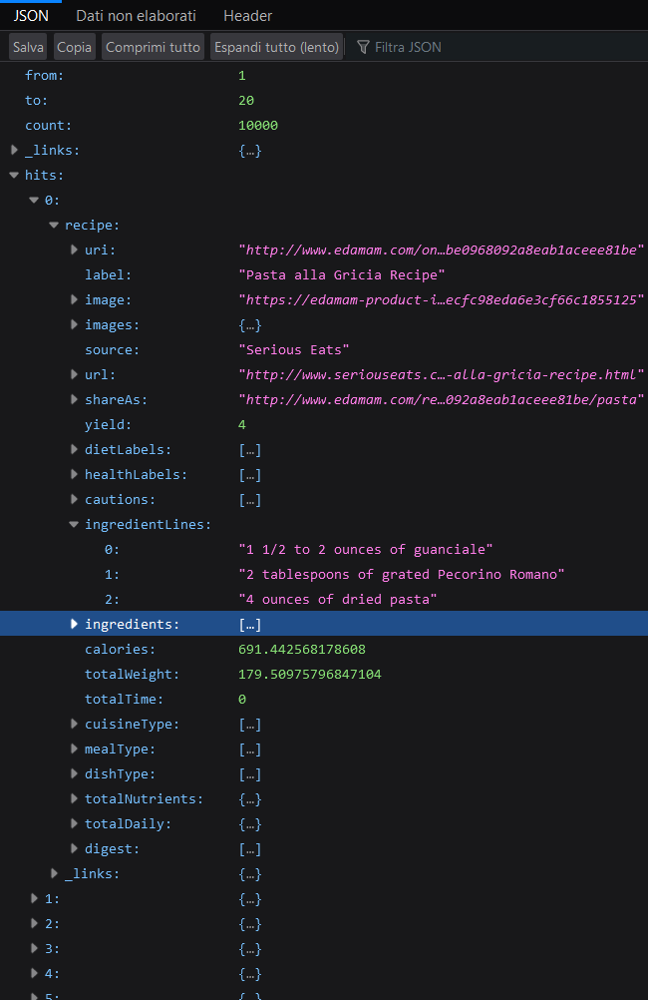 JSON Dati non elaborati Header
Salva Copia Comprimi tutto Espandi tutto (lento) Filtra JSON
from: 1
to: 20
count: 10000
_links: {…}
hits:
0:
recipe:
uri: "http://www.edamam.com/on…be0968092a8eab1aceee81be"
label: "Pasta alla Gricia Recipe"
image: "https://edamam-product-i…ecfc98eda6e3cf66c1855125"
images: {…}
source: "Serious Eats"
url: "http://www.seriouseats.c…-alla-gricia-recipe.html"
shareAs: "http://www.edamam.com/re…092a8eab1aceee81be/pasta"
yield: 4
dietLabels: […]
healthLabels: […]
cautions: […]
ingredientLines:
0: "1 1/2 to 2 ounces of guanciale"
1: "2 tablespoons of grated Pecorino Romano"
2: "4 ounces of dried pasta"
ingredients: […]
calories: 691.442568178608
totalWeight: 179.50975796847104
totalTime: 0
cuisineType: […]
mealType: […]
dishType: […]
totalNutrients: {…}
totalDaily: {…}
digest: […]
_links: {…}
1: {…}
2: {…}
3: {…}
4: {…}
5: {…}